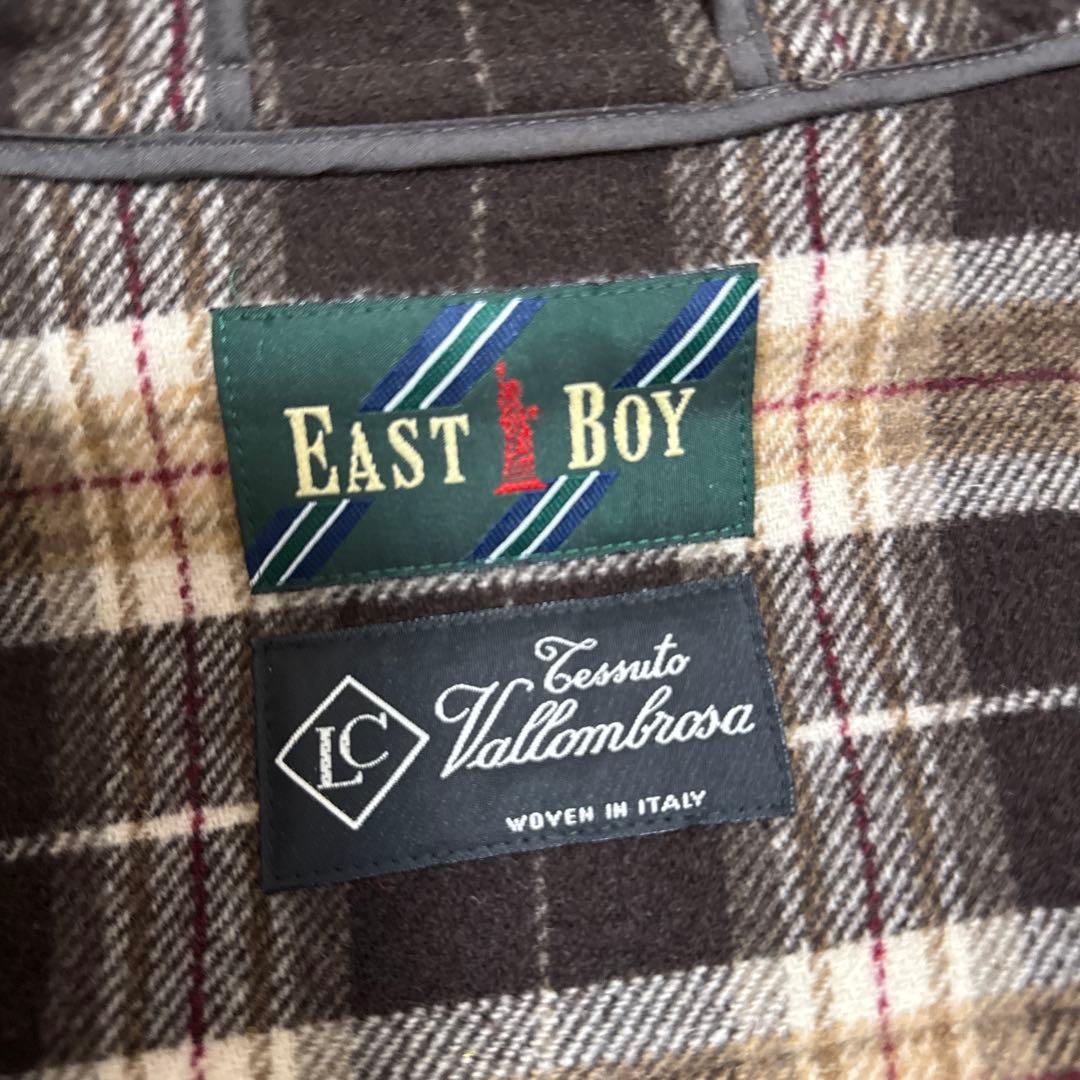 EAST BOY
LC
Tessuto
Vallombrosa
WOVEN IN ITALY